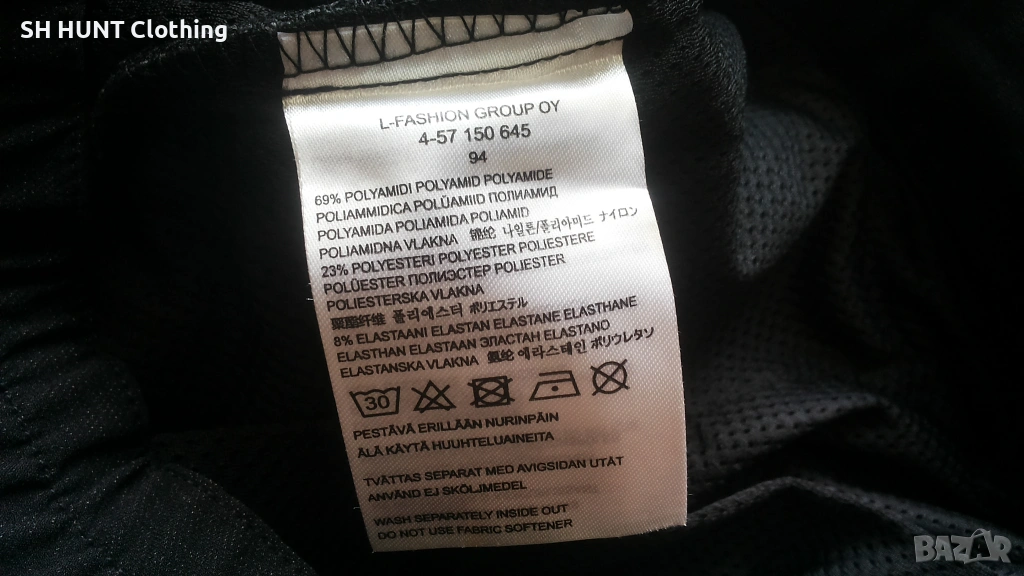 SH HUNT Clothing
L-FASHION GROUP OY
4-57 150 645
94
69% POLYAMIDI POLYAMID POLYAMIDE
POLIAMMIDICA POLÜAMIID ПОЛИАМИД
POLYAMIDA POLJAMIDA POLIAMID
POLIAMIDNA VLAKNA 锦纶 나일론/폴리아미드 ナイロン
23% POLYESTERI POLYESTER POLIESTERE
POLÜESTER ПОЛИЭСТЕР POLIESTER
POLIESTERSKA VLAKNA
聚酯纤维 폴리에스터 ポリエステル
8% ELASTAANI ELASTAN ELASTANE ELASTHANE
ELASTHAN ELASTAAN ЭЛАСТАН ELASTANO
ELASTANSKA VLAKNA 氨纶 에라스테인 ポリウレタン
30
PESTÄVÄ ERILLÄÄN NURINPÄIN
ÄLÄ KÄYTÄ HUUHTELUAINEITA
TVÄTTAS SEPARAT MED AVIGSIDAN UTÅT
ANVÄND EJ SKÖLJMEDEL
WASH SEPARATELY INSIDE OUT
DO NOT USE FABRIC SOFTENER
BAZAR